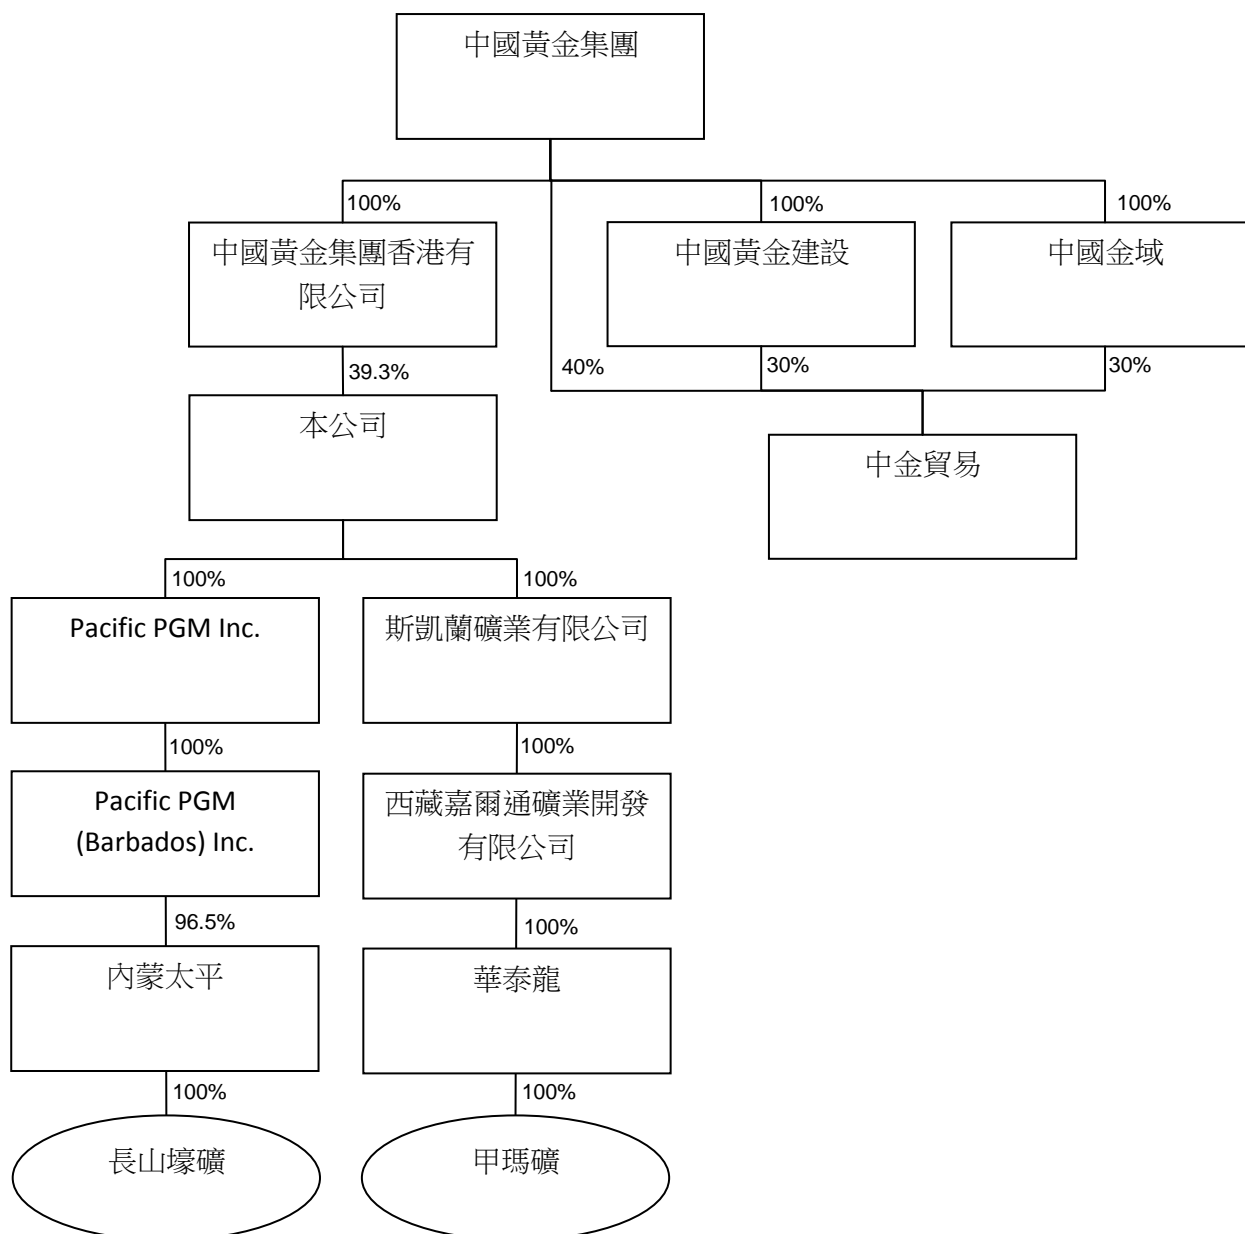 中國黃金集團
100%
100%
100%
中國黃金集團香港有
限公司
中國黃金建設
中國金域
39.3%
40%
30%
30%
本公司
中金貿易
100%
100%
Pacific PGM Inc.
斯凱蘭礦業有限公司
100%
100%
Pacific PGM
(Barbados) Inc.
西藏嘉爾通礦業開發
有限公司
96.5%
100%
內蒙太平
華泰龍
100%
100%
長山壕礦
甲瑪礦